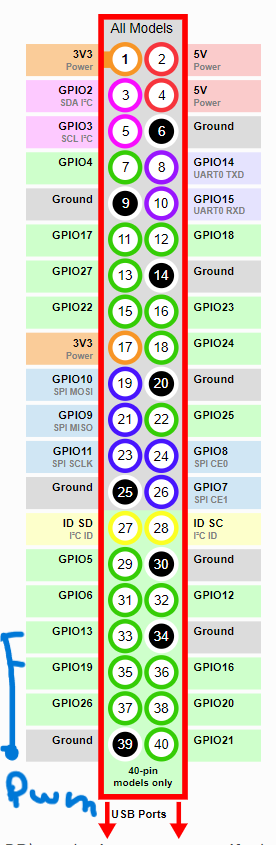 All Models
3V3 Power 1 2 5V Power
GPIO2 SDA I²C 3 4 5V Power
GPIO3 SCL I²C 5 6 Ground
GPIO4 7 8 GPIO14 UART0 TXD
Ground 9 10 GPIO15 UART0 RXD
GPIO17 11 12 GPIO18
GPIO27 13 14 Ground
GPIO22 15 16 GPIO23
3V3 Power 17 18 GPIO24
GPIO10 SPI MOSI 19 20 Ground
GPIO9 SPI MISO 21 22 GPIO25
GPIO11 SPI SCLK 23 24 GPIO8 SPI CE0
Ground 25 26 GPIO7 SPI CE1
ID SD I²C ID 27 28 ID SC I²C ID
GPIO5 29 30 Ground
GPIO6 31 32 GPIO12
GPIO13 33 34 Ground
GPIO19 35 36 GPIO16
GPIO26 37 38 GPIO20
Ground 39 40 GPIO21
40-pin
models only
Pwm
USB Ports